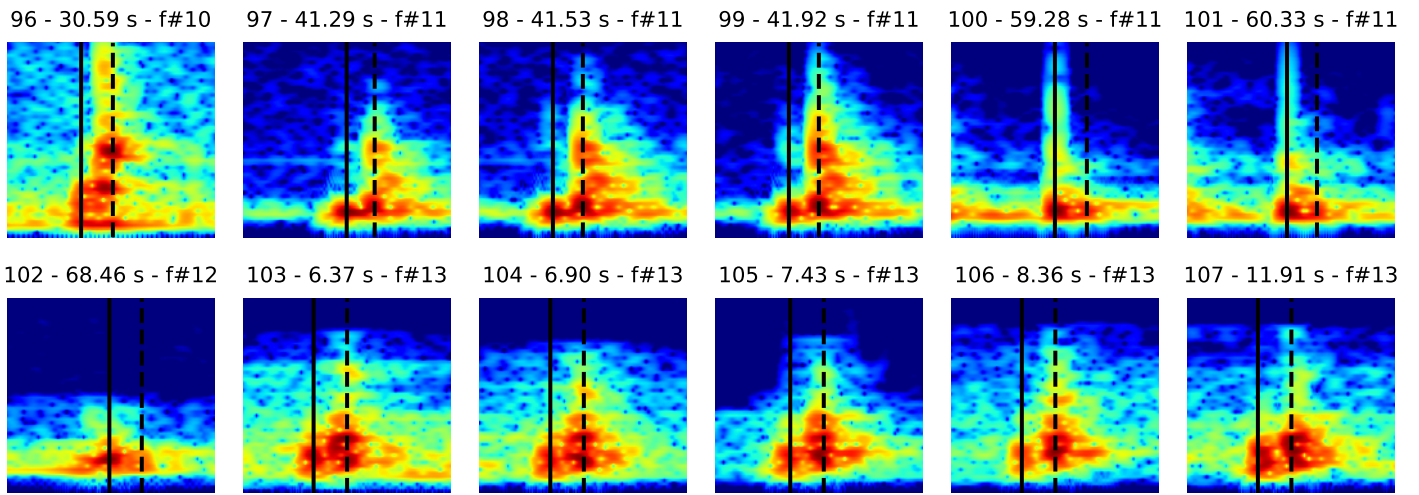 96 - 30.59 s - f#10 97 - 41.29 s - f#11 98 - 41.53 s - f#11 99 - 41.92 s - f#11 100 - 59.28 s - f#11 101 - 60.33 s - f#11
102 - 68.46 s - f#12 103 - 6.37 s - f#13 104 - 6.90 s - f#13 105 - 7.43 s - f#13 106 - 8.36 s - f#13 107 - 11.91 s - f#13